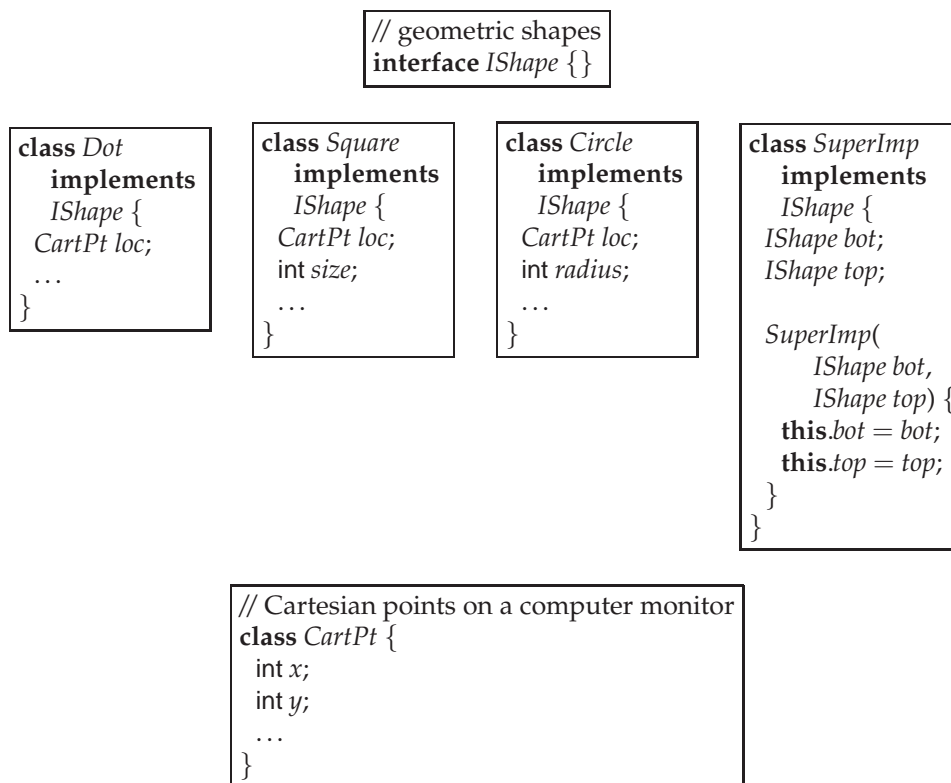 // geometric shapes
interface IShape {}
class Dot
implements
IShape {
CartPt loc;
...
}
class Square
implements
IShape {
CartPt loc;
int size;
...
}
class Circle
implements
IShape {
CartPt loc;
int radius;
...
}
class SuperImp
implements
IShape {
IShape bot;
IShape top;
SuperImp(
IShape bot,
IShape top) {
this.bot = bot;
this.top = top;
}
}
// Cartesian points on a computer monitor
class CartPt {
int x;
int y;
...
}